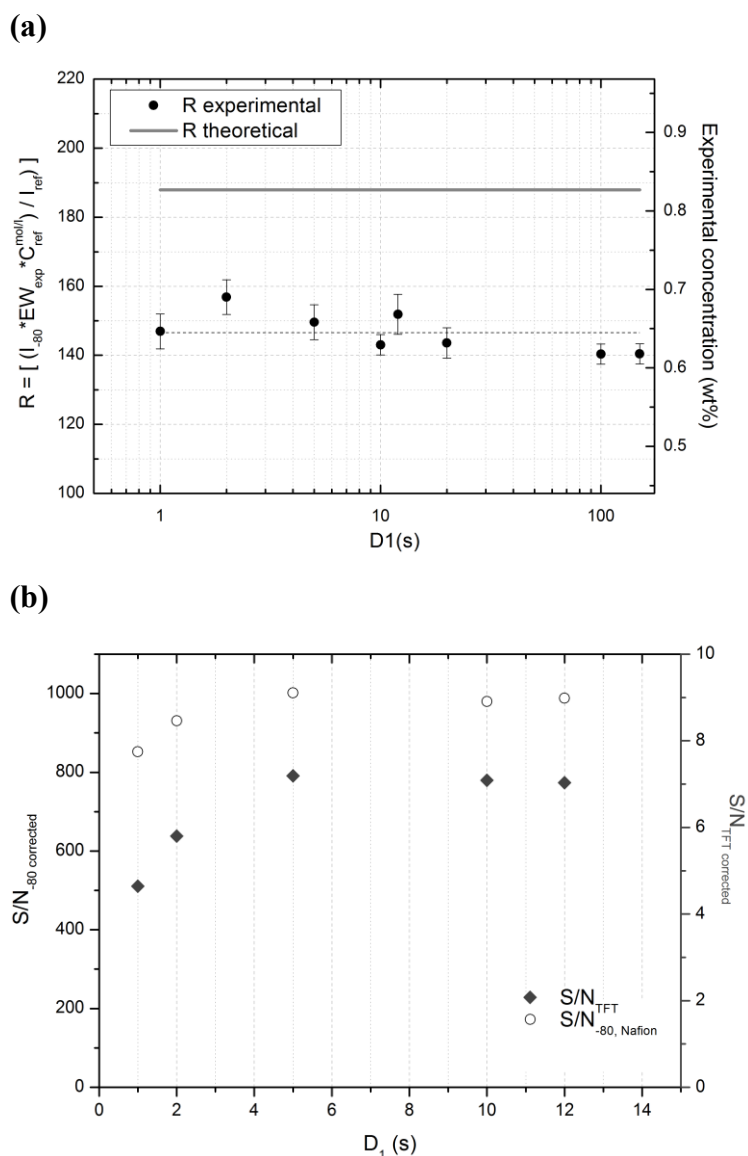 (a)
220
200
180
160
140
120
100
R = [ (I-80*EWexp*Crefmol/l) / Iref) ]
R experimental
R theoretical
0.9
0.8
0.7
0.6
0.5
Experimental concentration (wt%)
1
10
100
D1(s)
(b)
1000
800
600
400
200
0
S/N-80 corrected
10
8
6
4
2
0
S/NTFT corrected
S/NTFT
S/N-80, Nafion
0
2
4
6
8
10
12
14
D1 (s)